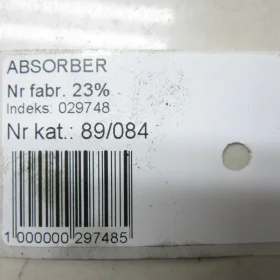 ABSORBER
Nr fabr. 23%
Indeks: 029748
Nr kat.: 89/084
1 000000 297485